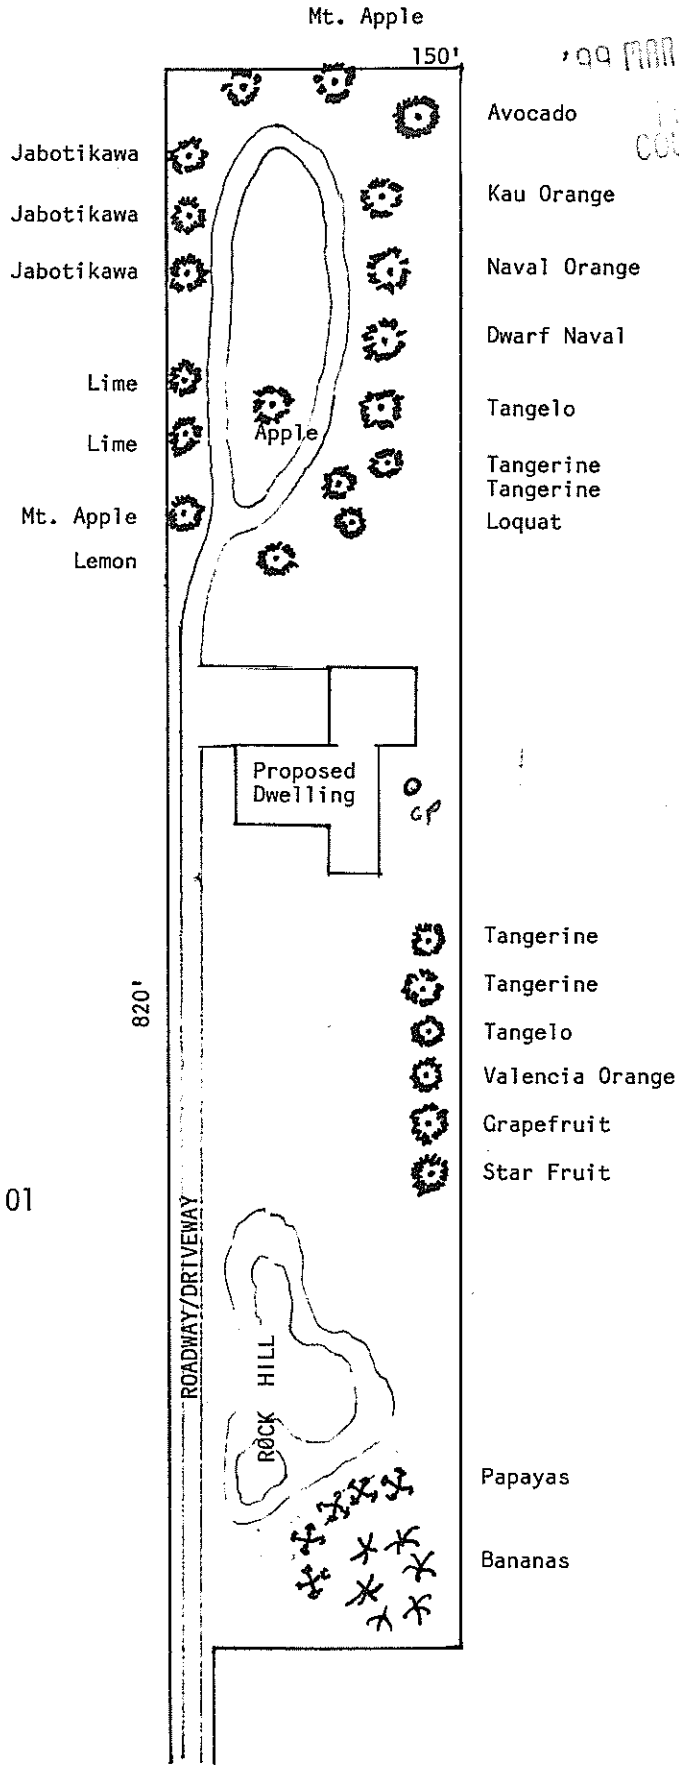 Mt. Apple
150'
'99 MAR
Avocado
Jabotikawa
Kau Orange
Jabotikawa
Jabotikawa
Naval Orange
Dwarf Naval
Lime
Tangelo
Apple
Lime
Tangerine
Tangerine
Mt. Apple
Loquat
Lemon
Proposed
Dwelling
GP
Tangerine
Tangerine
820'
Tangelo
Valencia Orange
Grapefruit
Star Fruit
01
ROADWAY/DRIVEWAY
ROCK HILL
Papayas
Bananas